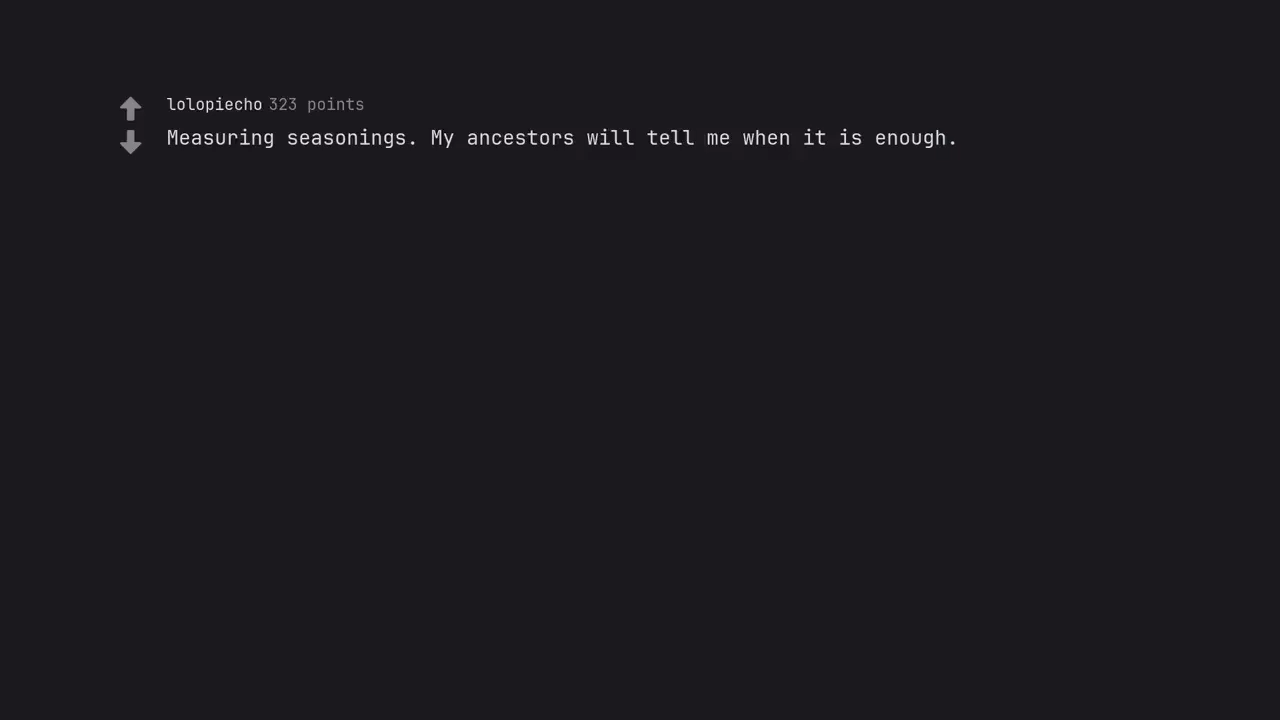 lolopiecho 323 points
Measuring seasonings. My ancestors will tell me when it is enough.